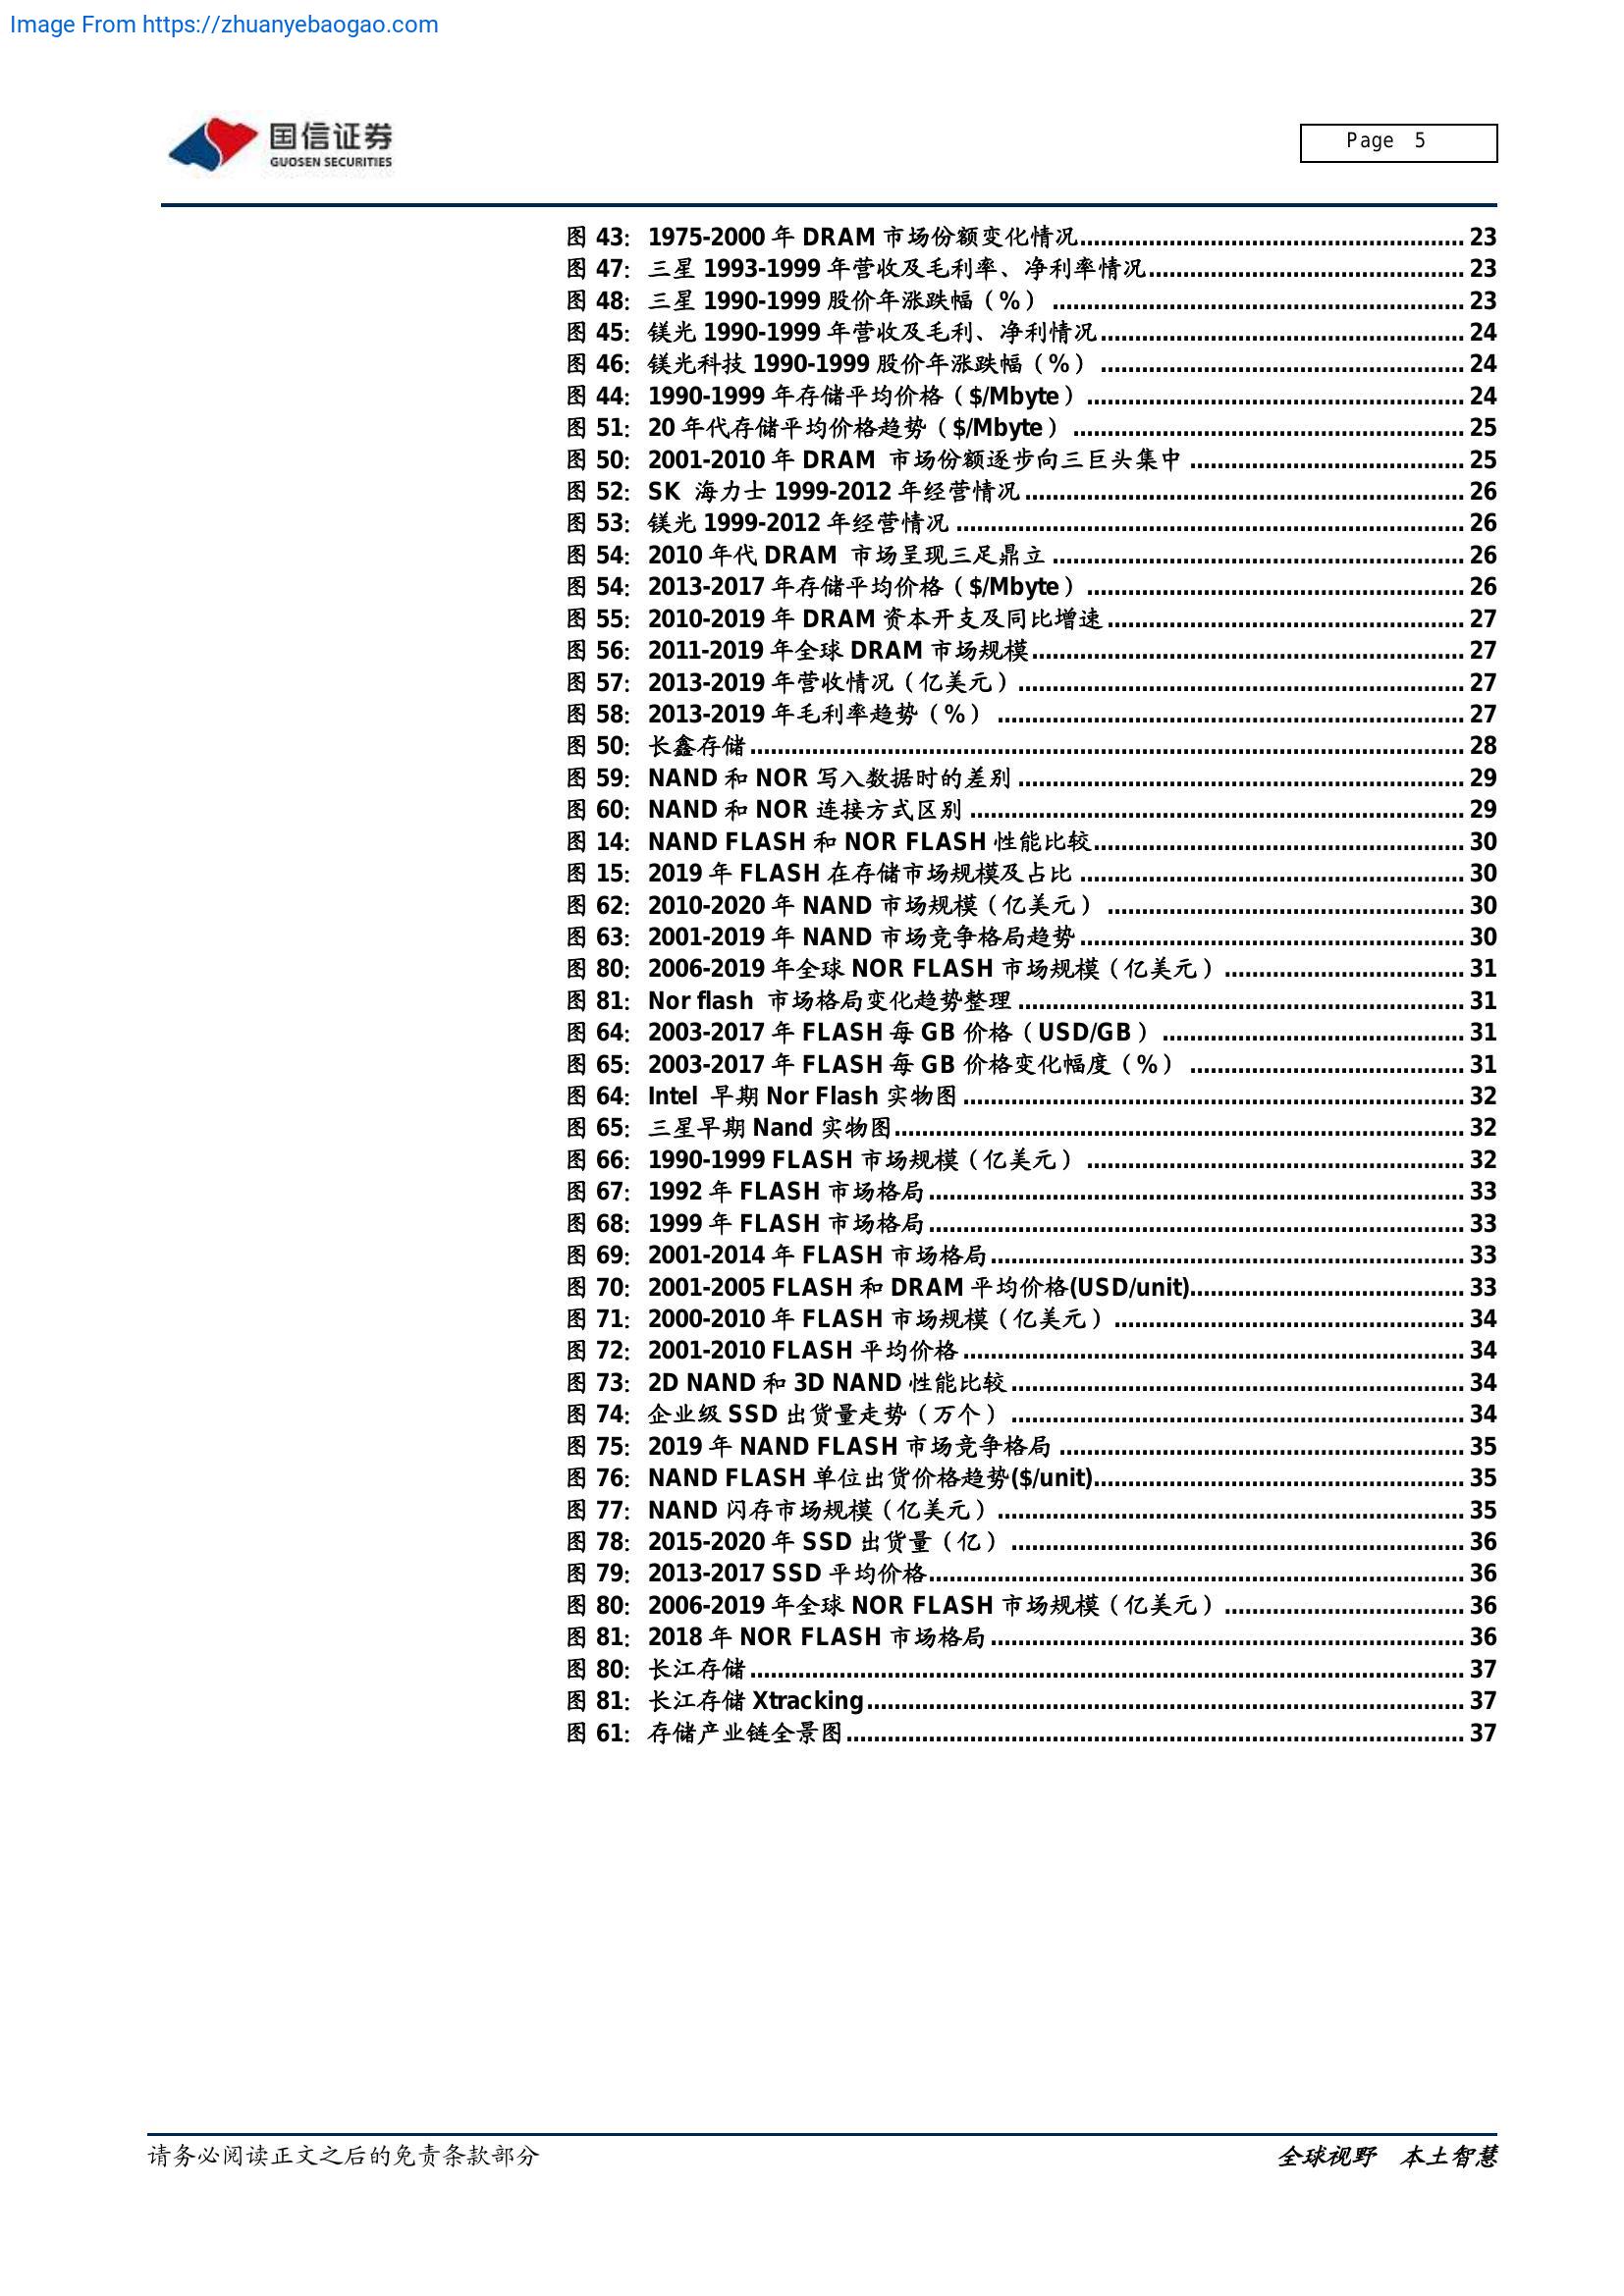 Image From https://zhuanyebaogao.com
国信证券
GUOSEN SECURITIES
Page 5
图 43: 1975-2000 年 DRAM 市场份额变化情况........ 23
图 47: 三星 1993-1999 年营收及毛利率、净利率情况........ 23
图 48: 三星 1990-1999 股价年涨跌幅（%）........ 23
图 45: 镁光 1990-1999 年营收及毛利、净利情况........ 24
图 46: 镁光科技 1990-1999 股价年涨跌幅（%）........ 24
图 44: 1990-1999 年存储平均价格（$/Mbyte）........ 24
图 51: 20 年代存储平均价格趋势（$/Mbyte）........ 25
图 50: 2001-2010 年 DRAM 市场份额逐步向三巨头集中........ 25
图 52: SK 海力士 1999-2012 年经营情况........ 26
图 53: 镁光 1999-2012 年经营情况........ 26
图 54: 2010 年代 DRAM 市场呈现三足鼎立........ 26
图 54: 2013-2017 年存储平均价格（$/Mbyte）........ 26
图 55: 2010-2019 年 DRAM 资本开支及同比增速........ 27
图 56: 2011-2019 年全球 DRAM 市场规模........ 27
图 57: 2013-2019 年营收情况（亿美元）........ 27
图 58: 2013-2019 年毛利率趋势（%）........ 27
图 50: 长鑫存储........ 28
图 59: NAND 和 NOR 写入数据时的差别........ 29
图 60: NAND 和 NOR 连接方式区别........ 29
图 14: NAND FLASH 和 NOR FLASH 性能比较........ 30
图 15: 2019 年 FLASH 在存储市场规模及占比........ 30
图 62: 2010-2020 年 NAND 市场规模（亿美元）........ 30
图 63: 2001-2019 年 NAND 市场竞争格局趋势........ 30
图 80: 2006-2019 年全球 NOR FLASH 市场规模（亿美元）........ 31
图 81: Nor flash 市场格局变化趋势整理........ 31
图 64: 2003-2017 年 FLASH 每 GB 价格（USD/GB）........ 31
图 65: 2003-2017 年 FLASH 每 GB 价格变化幅度（%）........ 31
图 64: Intel 早期 Nor Flash 实物图........ 32
图 65: 三星早期 Nand 实物图........ 32
图 66: 1990-1999 FLASH 市场规模（亿美元）........ 32
图 67: 1992 年 FLASH 市场格局........ 33
图 68: 1999 年 FLASH 市场格局........ 33
图 69: 2001-2014 年 FLASH 市场格局........ 33
图 70: 2001-2005 FLASH 和 DRAM 平均价格(USD/unit)........ 33
图 71: 2000-2010 年 FLASH 市场规模（亿美元）........ 34
图 72: 2001-2010 FLASH 平均价格........ 34
图 73: 2D NAND 和 3D NAND 性能比较........ 34
图 74: 企业级 SSD 出货量走势（万个）........ 34
图 75: 2019 年 NAND FLASH 市场竞争格局........ 35
图 76: NAND FLASH 单位出货价格趋势($/unit)........ 35
图 77: NAND 闪存市场规模（亿美元）........ 35
图 78: 2015-2020 年 SSD 出货量（亿）........ 36
图 79: 2013-2017 SSD 平均价格........ 36
图 80: 2006-2019 年全球 NOR FLASH 市场规模（亿美元）........ 36
图 81: 2018 年 NOR FLASH 市场格局........ 36
图 80: 长江存储........ 37
图 81: 长江存储 Xtracking........ 37
图 61: 存储产业链全景图........ 37
请务必阅读正文之后的免责条款部分
全球视野 本土智慧